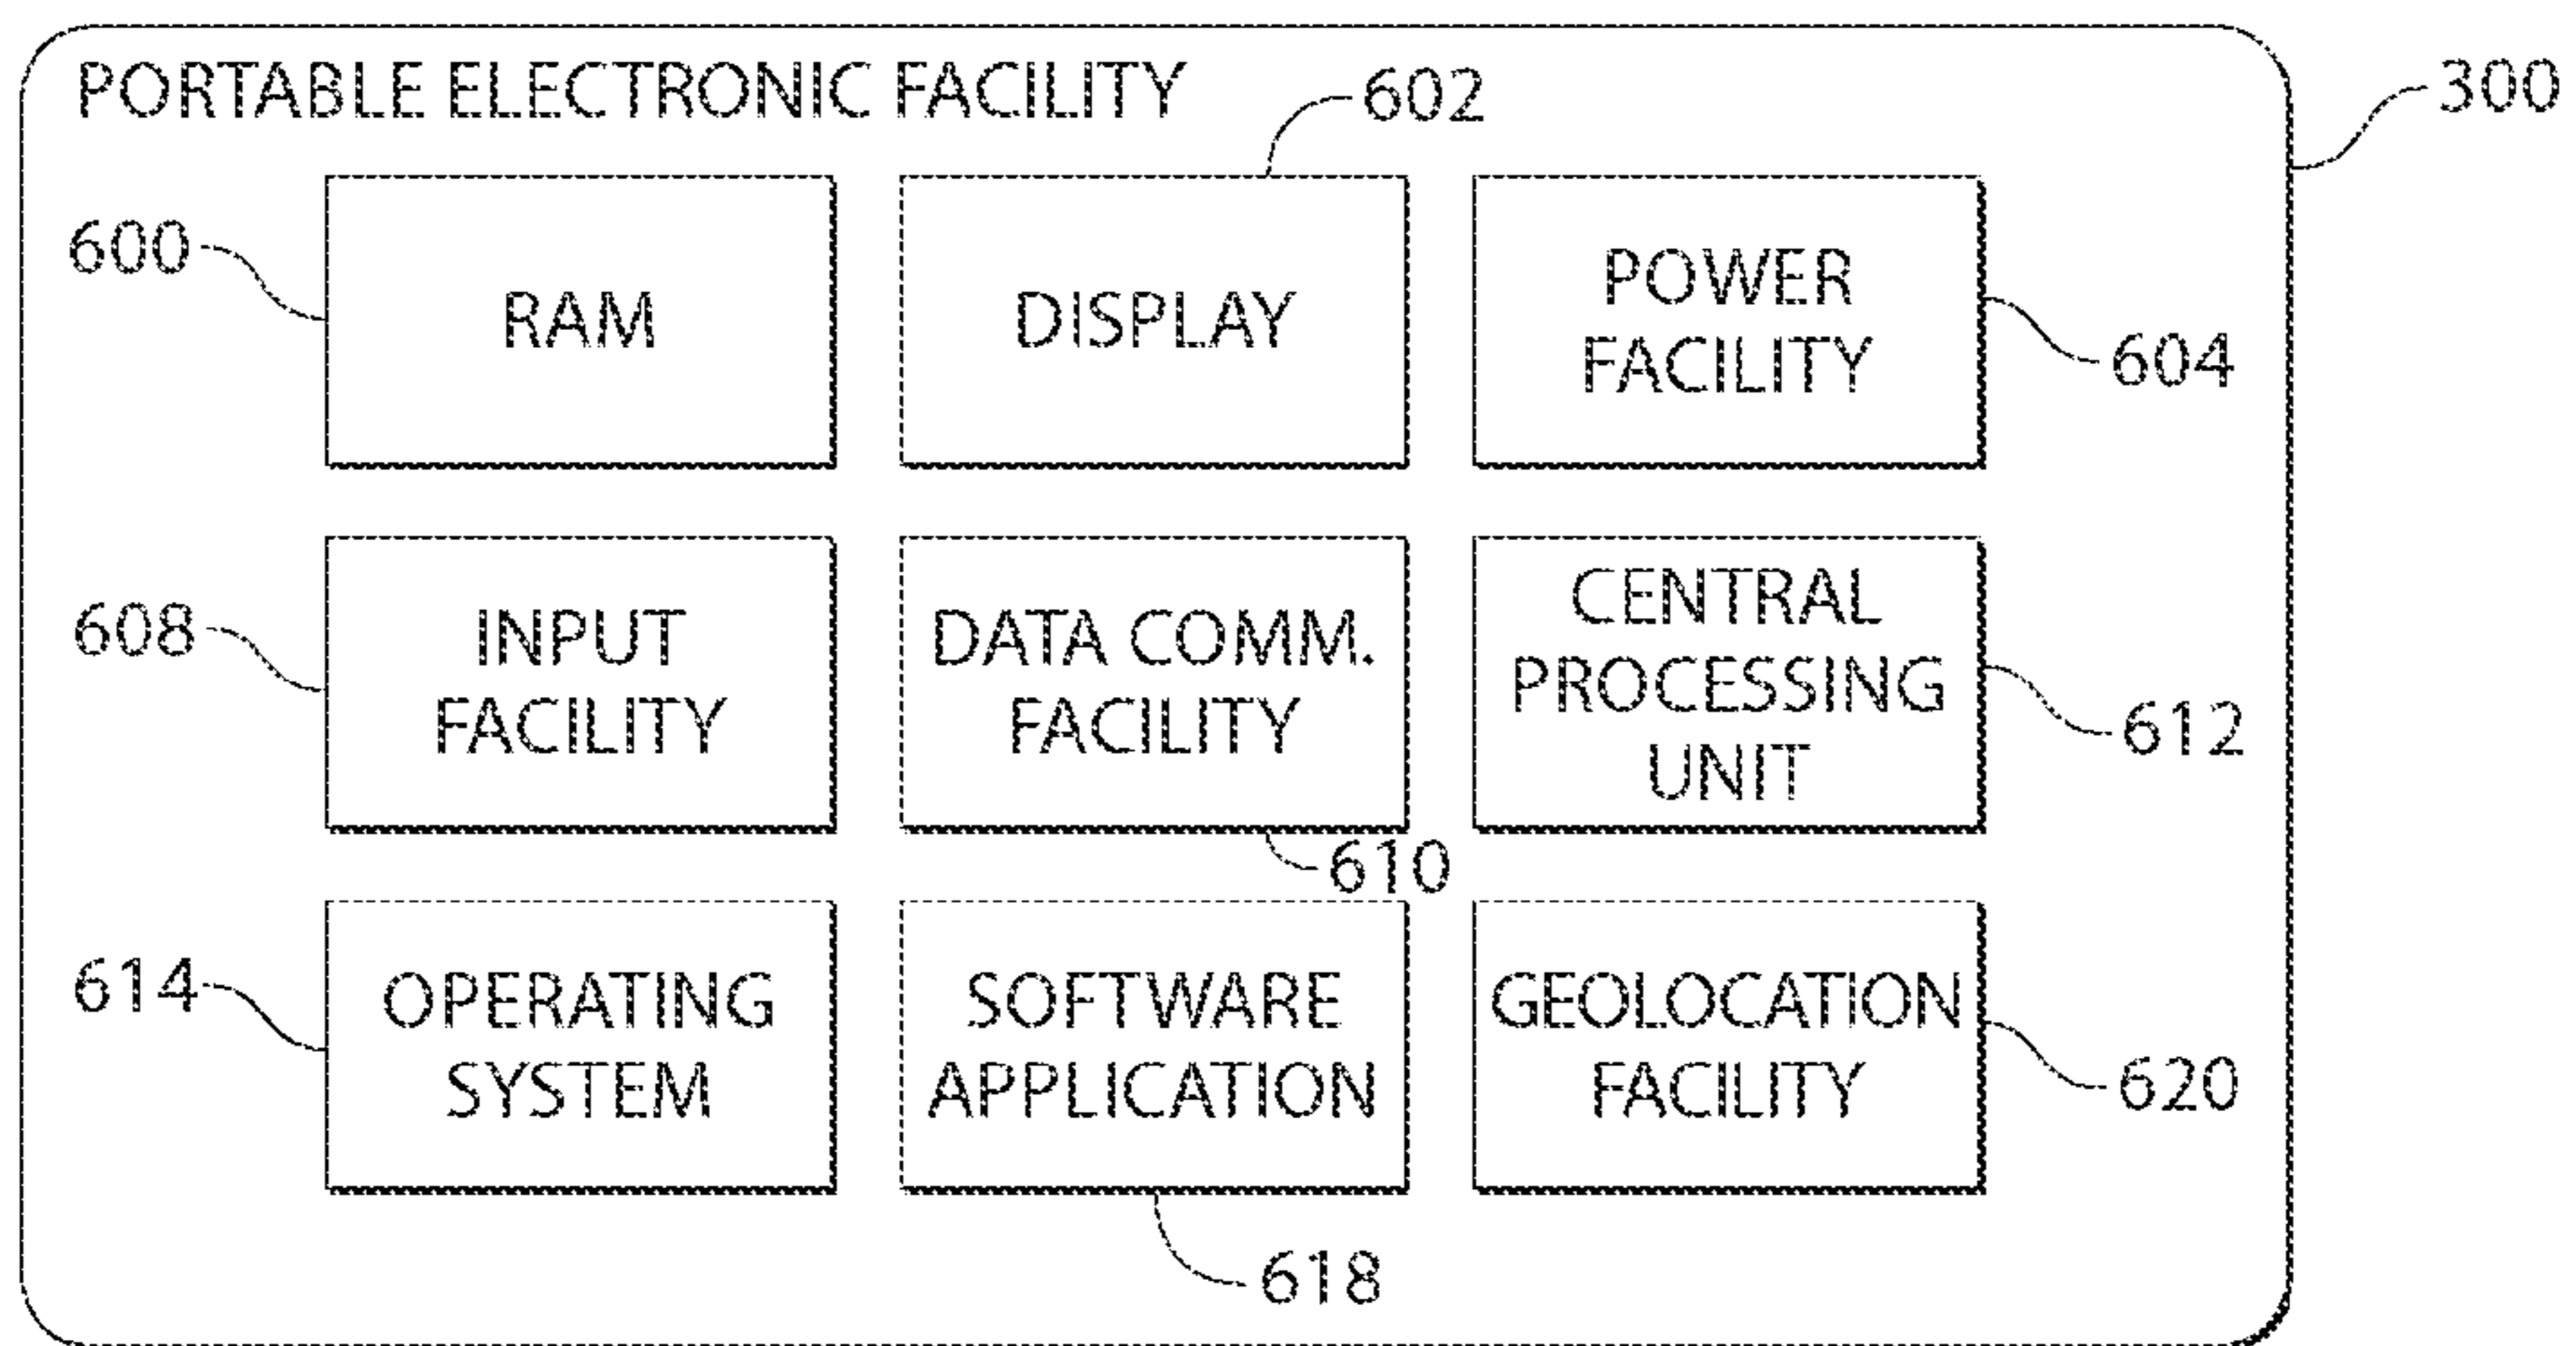 PORTABLE ELECTRONIC FACILITY
602
300
600
RAM
DISPLAY
POWER
FACILITY
604
608
INPUT
FACILITY
DATA COMM.
FACILITY
CENTRAL
PROCESSING
UNIT
612
610
614
OPERATING
SYSTEM
SOFTWARE
APPLICATION
GEOLOCATION
FACILITY
620
618